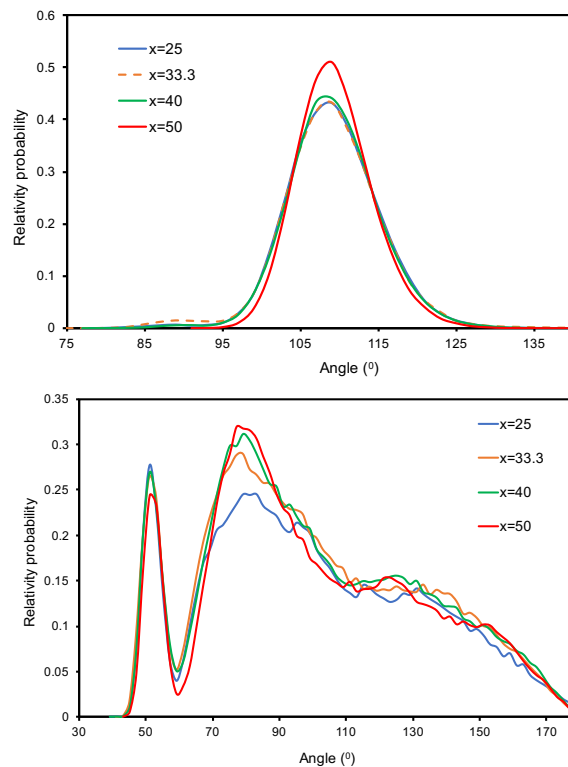 0.6
0.5
0.4
0.3
0.2
0.1
0
Relativity probability
x=25
x=33.3
x=40
x=50
75 85 95 105 115 125 135
Angle (⁰)
0.35
0.3
0.25
0.2
0.15
0.1
0.05
0
Relativity probability
x=25
x=33.3
x=40
x=50
30 50 70 90 110 130 150 170
Angle (⁰)